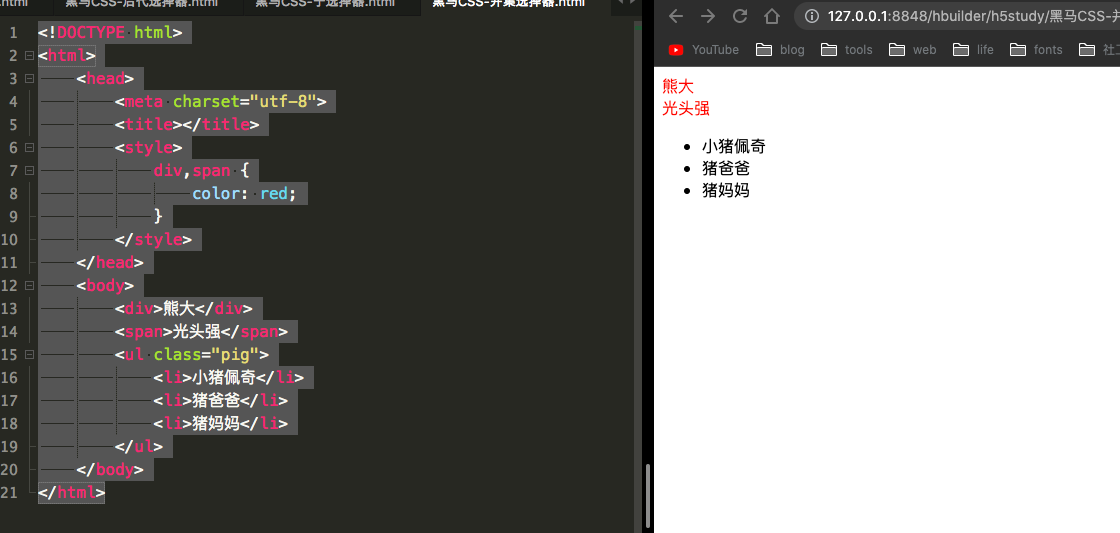 .html
黑马CSS-后代选择器.html
黑马CSS-子选择器.html
黑马CSS-并集选择器.html
1 <!DOCTYPE html>
2 <html>
3 <head>
4 <meta charset="utf-8">
5 <title></title>
6 <style>
7 div,span {
8 color: red;
9 }
10 </style>
11 </head>
12 <body>
13 <div>熊大</div>
14 <span>光头强</span>
15 <ul class="pig">
16 <li>小猪佩奇</li>
17 <li>猪爸爸</li>
18 <li>猪妈妈</li>
19 </ul>
20 </body>
21 </html>
127.0.0.1:8848/hbuilder/h5study/黑马CSS-并
YouTube blog tools web life fonts 社工
熊大
光头强
小猪佩奇
猪爸爸
猪妈妈